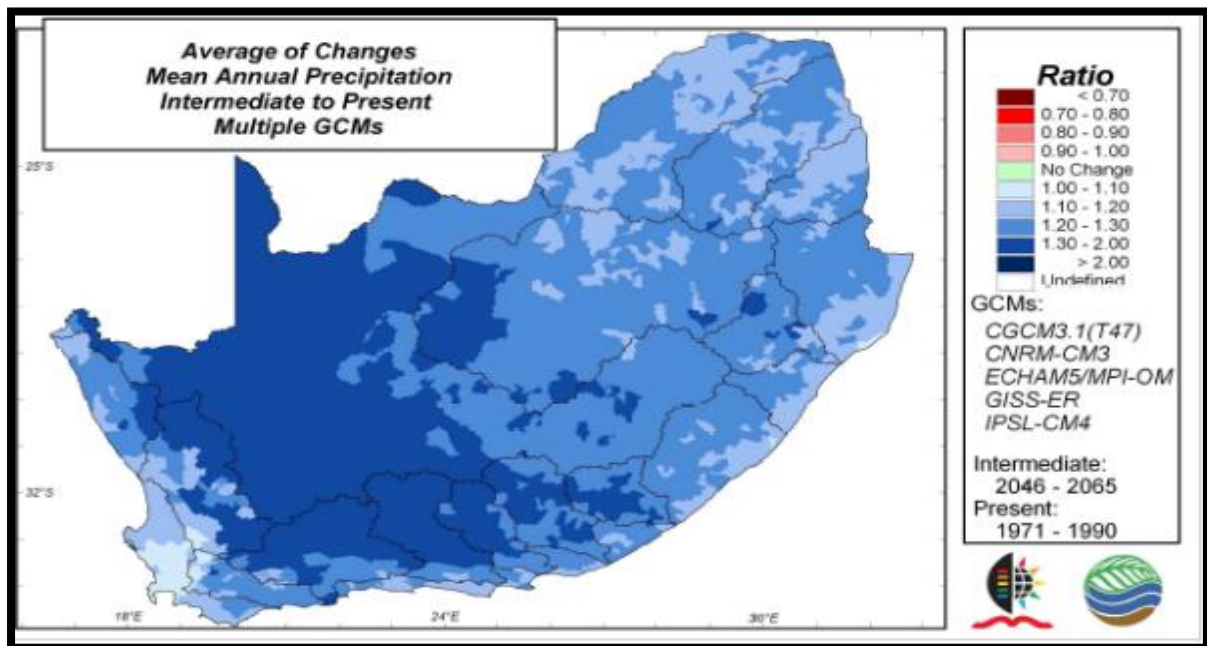 Average of Changes
Mean Annual Precipitation
Intermediate to Present
Multiple GCMs
25°S
32°S
18°E
24°E
30°E
Ratio
< 0.70
0.70 - 0.80
0.80 - 0.90
0.90 - 1.00
No Change
1.00 - 1.10
1.10 - 1.20
1.20 - 1.30
1.30 - 2.00
> 2.00
Undefined
GCMs:
CGCM3.1(T47)
CNRM-CM3
ECHAM5/MPI-OM
GISS-ER
IPSL-CM4
Intermediate:
2046 - 2065
Present:
1971 - 1990